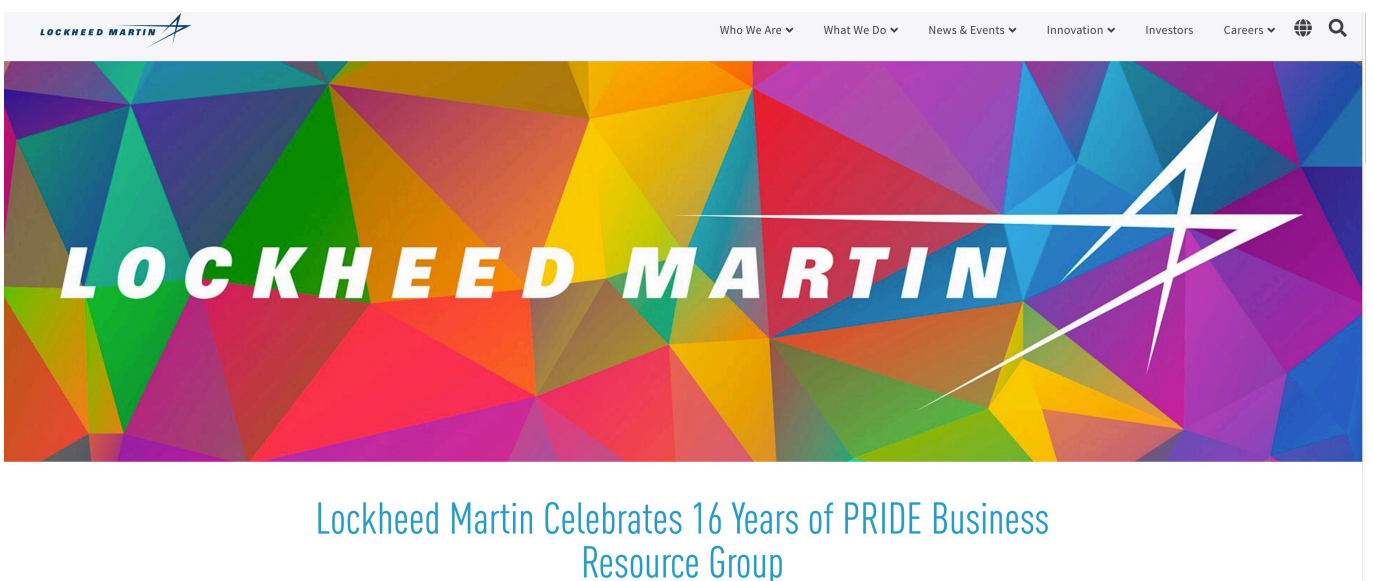 LOCKHEED MARTIN
Who We Are What We Do News & Events Innovation Investors Careers
LOCKHEED MARTIN
Lockheed Martin Celebrates 16 Years of PRIDE Business
Resource Group